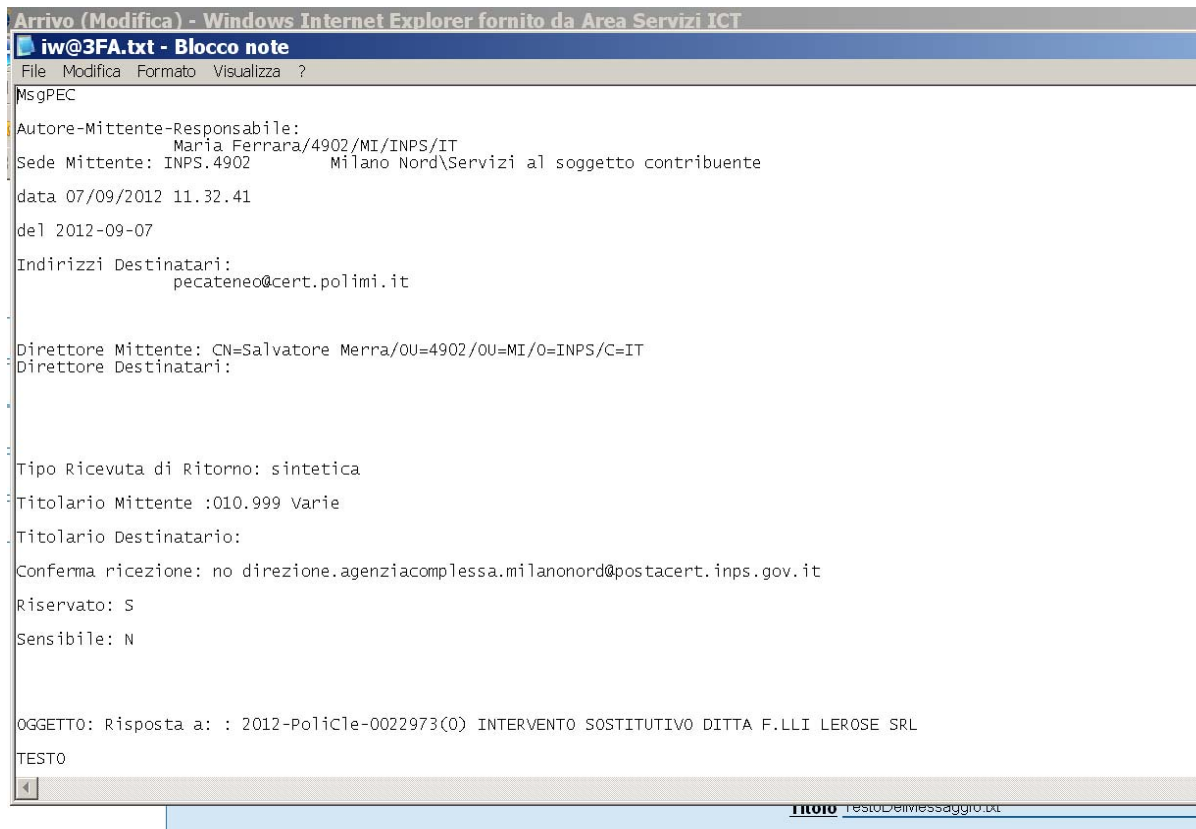 Arrivo (Modifica) - Windows Internet Explorer fornito da Area Servizi ICT
iw@3FA.txt - Blocco note
File Modifica Formato Visualizza ?
MsgPEC
Autore-Mittente-Responsabile:
Maria Ferrara/4902/MI/INPS/IT
Sede Mittente: INPS.4902 Milano Nord\Servizi al soggetto contribuente
data 07/09/2012 11.32.41
del 2012-09-07
Indirizzi Destinatari:
pecateneo@cert.polimi.it
Direttore Mittente: CN=Salvatore Merra/OU=4902/OU=MI/O=INPS/C=IT
Direttore Destinatari:
Tipo Ricevuta di Ritorno: sintetica
Titolario Mittente :010.999 Varie
Titolario Destinatario:
Conferma ricezione: no direzione.agenziacomplessa.milanonord@postacert.inps.gov.it
Riservato: S
Sensibile: N
OGGETTO: Risposta a: : 2012-PoliCle-0022973(0) INTERVENTO SOSTITUTIVO DITTA F.LLI LEROSE SRL
TESTO
Titolo TestoDelMessaggio.txt